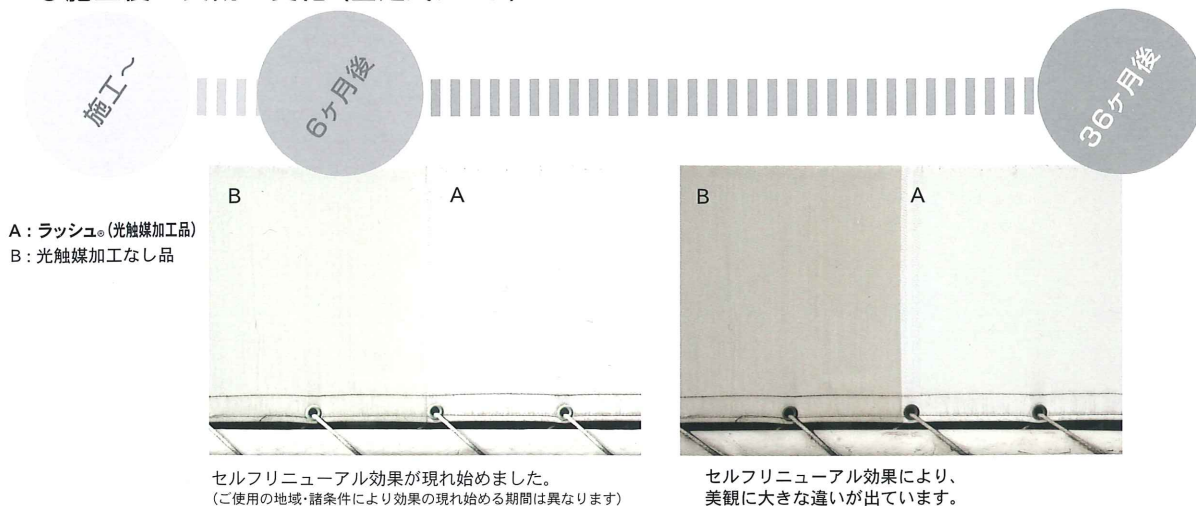 施工～
6ヶ月後
36ヶ月後
B
A
B
A
A：ラッシュ®（光触媒加工品）
B：光触媒加工なし品
セルフリニューアル効果が現れ始めました。
（ご使用の地域・諸条件により効果の現れ始める期間は異なります）
セルフリニューアル効果により、
美観に大きな違いが出ています。